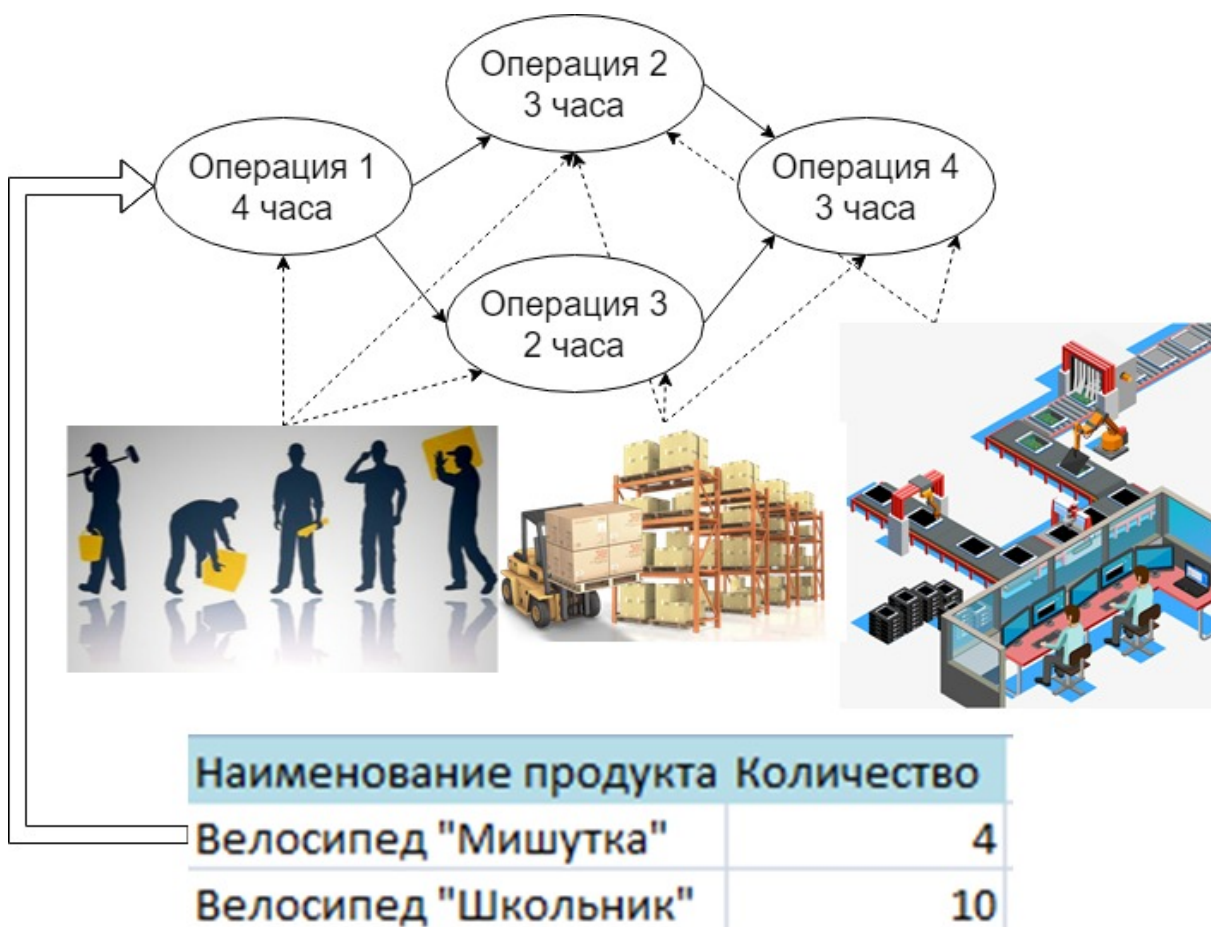 Операция 2
3 часа
Операция 1
4 часа
Операция 4
3 часа
Операция 3
2 часа
Наименование продукта Количество
Велосипед "Мишутка" 4
Велосипед "Школьник" 10